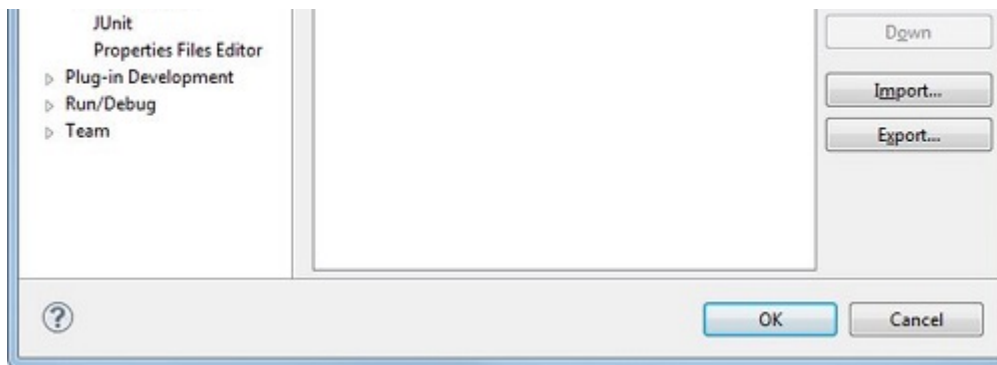 JUnit
Properties Files Editor
Plug-in Development
Run/Debug
Team
Down
Import...
Export...
?
OK
Cancel